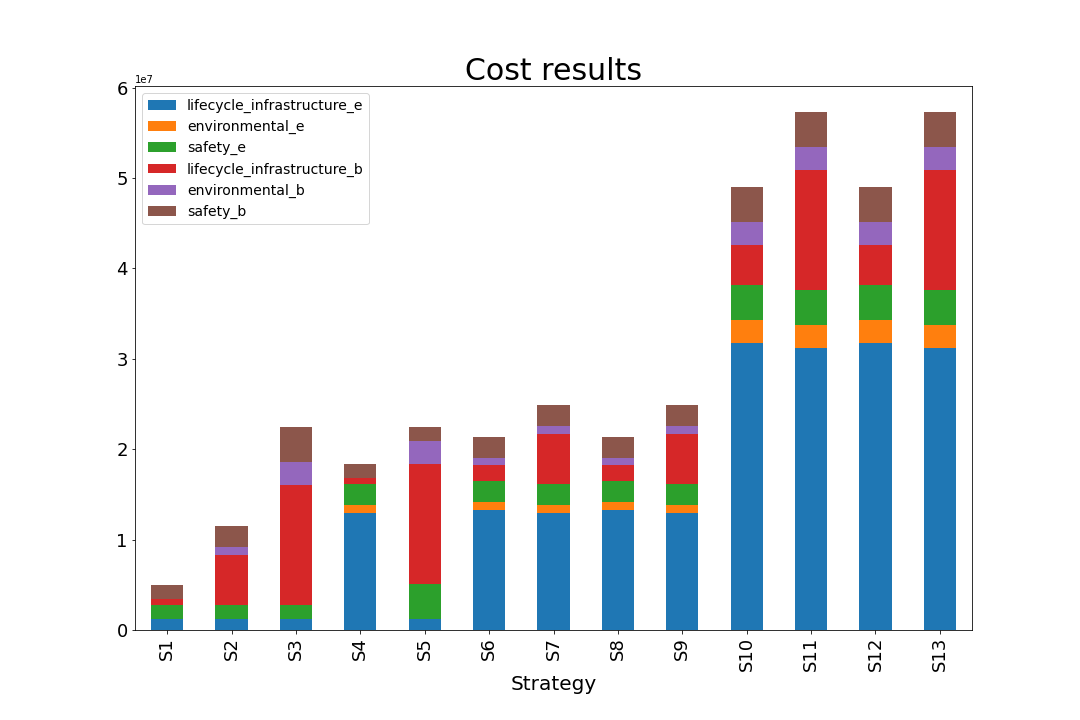 Cost results
1e7
6
5
4
3
2
1
0
lifecycle_infrastructure_e
environmental_e
safety_e
lifecycle_infrastructure_b
environmental_b
safety_b
S1 S2 S3 S4 S5 S6 S7 S8 S9 S10 S11 S12 S13
Strategy